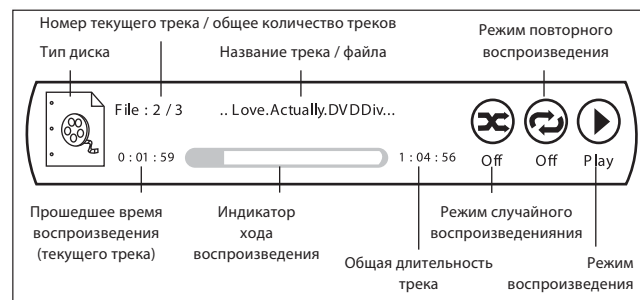 Номер текущего трека / общее количество треков
Тип диска
Название трека / файла
Режим повторного
воспроизведения
File : 2 / 3
.. Love.Actually.DVDDiv...
0 : 01 : 59
1 : 04 : 56
Off
Off
Play
Прошедшее время
воспроизведения
(текущего трека)
Индикатор
хода
воспроизведения
Общая длительность
трека
Режим случайного
воспроизведенияния
Режим
воспроизведения